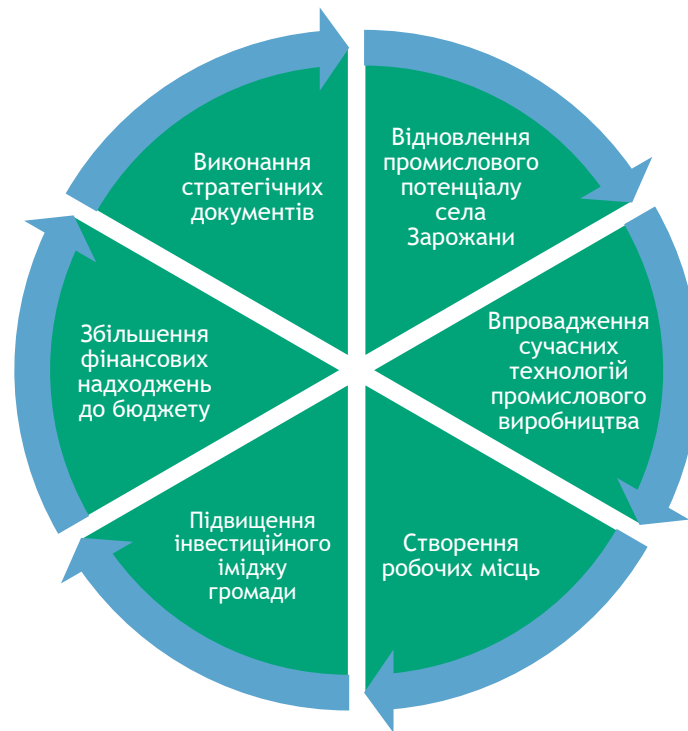 Відновлення
промислового
потенціалу
села
Зарожани
Впровадження
сучасних
технологій
промислового
виробництва
Створення
робочих місць
Підвищення
інвестиційного
іміджу
громади
Збільшення
фінансових
надходжень
до бюджету
Виконання
стратегічних
документів